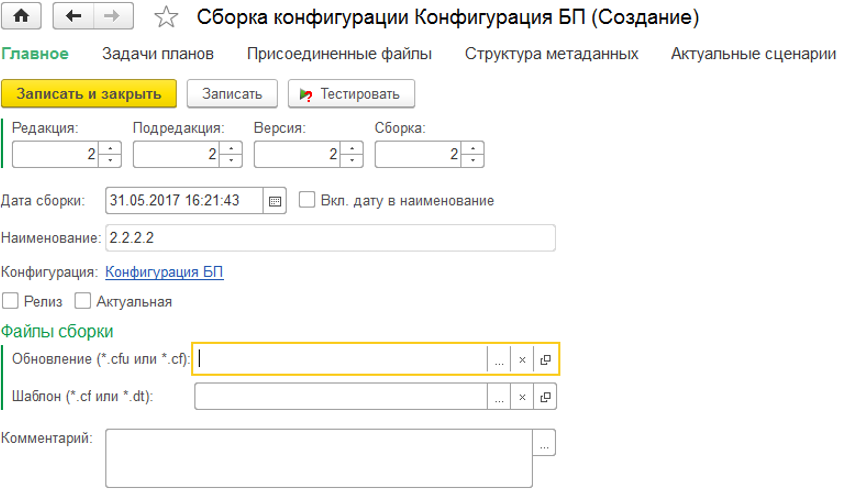 Сборка конфигурации Конфигурация БП (Создание)
Главное Задачи планов Присоединенные файлы Структура метаданных Актуальные сценарии
Записать и закрыть Записать Тестировать
Редакция: Подредакция: Версия: Сборка:
2 2 2 2
Дата сборки: 31.05.2017 16:21:43 Вкл. дату в наименование
Наименование: 2.2.2.2
Конфигурация: Конфигурация БП
Релиз Актуальная
Файлы сборки
Обновление (*.cfu или *.cf): ... ×
Шаблон (*.cf или *.dt): ... ×
Комментарий: ...